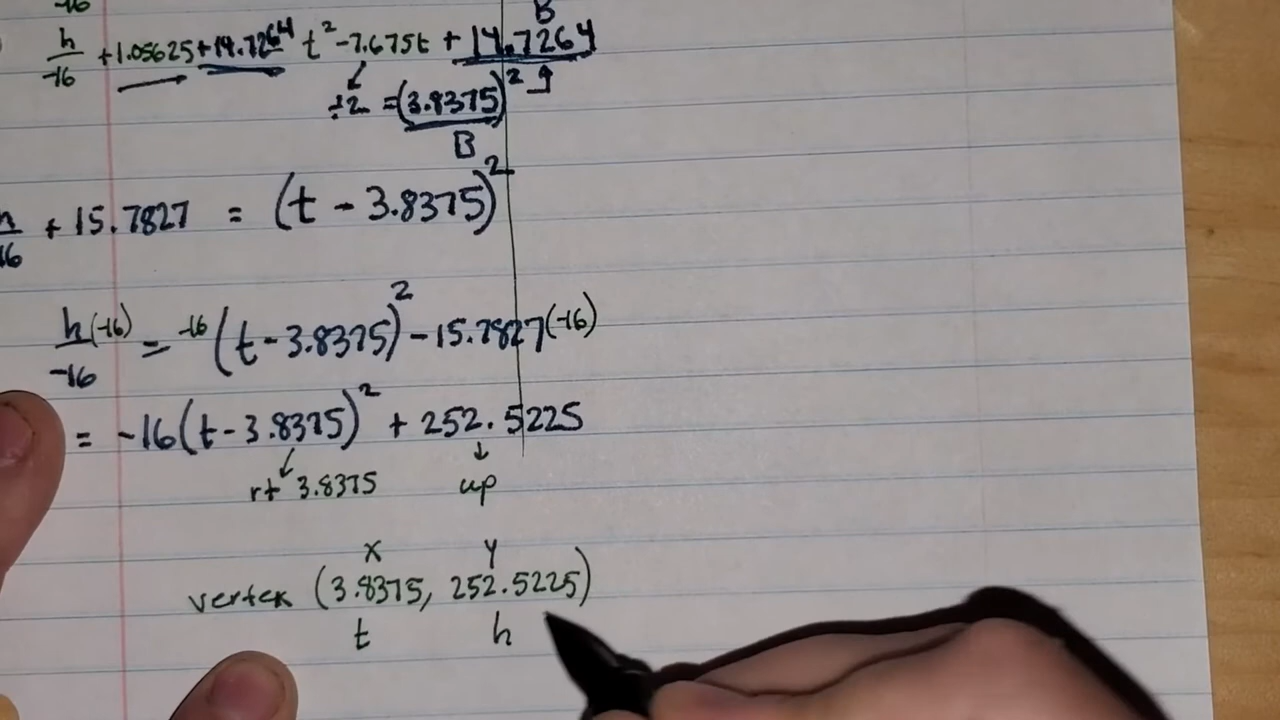 -16 B
h/-16 +1.05625+14.7264 t²-7.675t + 14.7264
÷2 = (3.8375)²
B
h/-16 + 15.7827 = (t - 3.8375)²
h/-16 (-16) = -16 (t - 3.8375)² - 15.7827(-16)
= -16(t - 3.8375)² + 252.5225
rt 3.8375 up
x y
vertex (3.8375, 252.5225)
t h